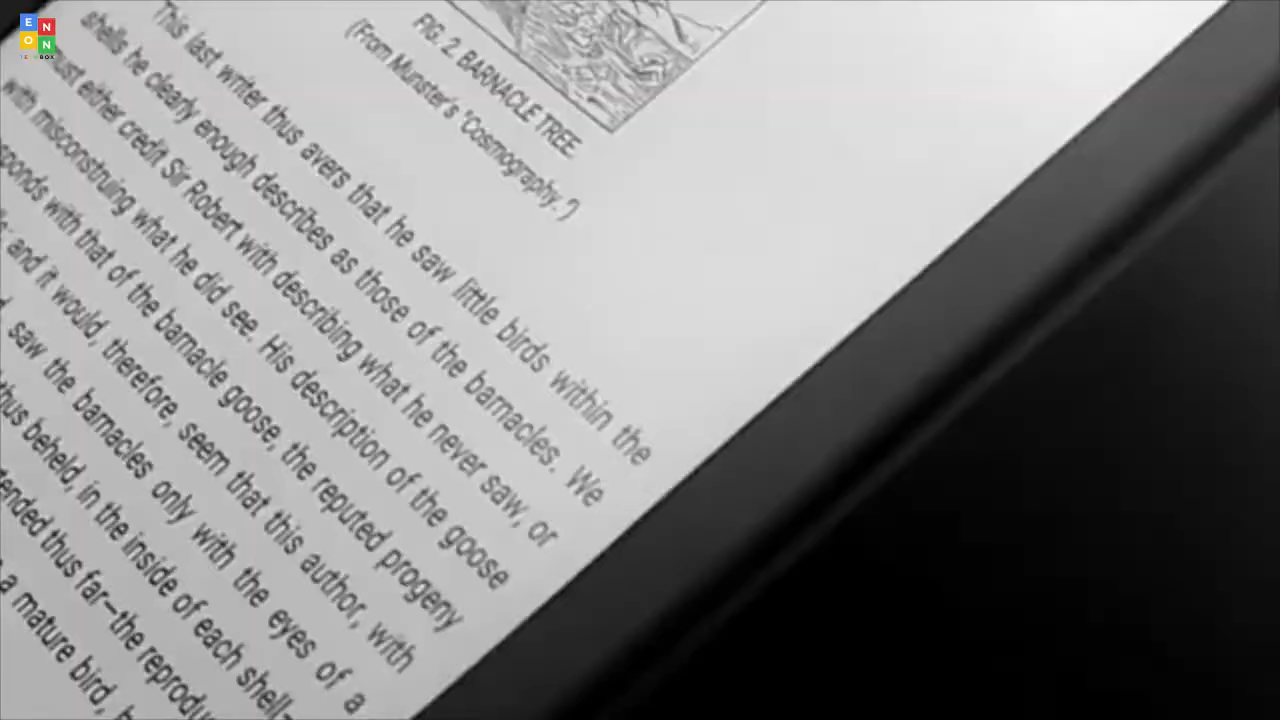 E N
O N
TECHBOX
FIG. 2. BARNACLE TREE
(From Munster's 'Cosmography.')
This last writer thus avers that he saw little birds within the
shells he clearly enough describes as those of the barnacles. We
must either credit Sir Robert with describing what he never saw, or
with misconstruing what he did see. His description of the goose
sponds with that of the barnacle goose, the reputed progeny
and it would, therefore, seem that this author, with
saw the barnacles only with the eyes of a
thus beheld, in the inside of each shell-
tended thus far—the reprodu
a mature bird,